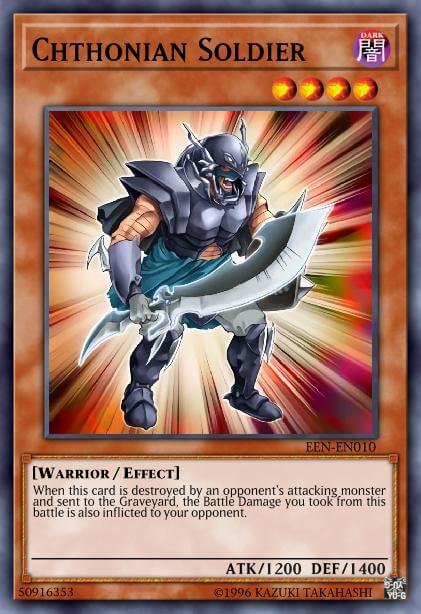 Chthonian Soldier
DARK
闇
EEN-EN010
[Warrior / Effect]
When this card is destroyed by an opponent's attacking monster
and sent to the Graveyard, the Battle Damage you took from this
battle is also inflicted to your opponent.
ATK/1200 DEF/1400
50916353
©1996 KAZUKI TAKAHASHI